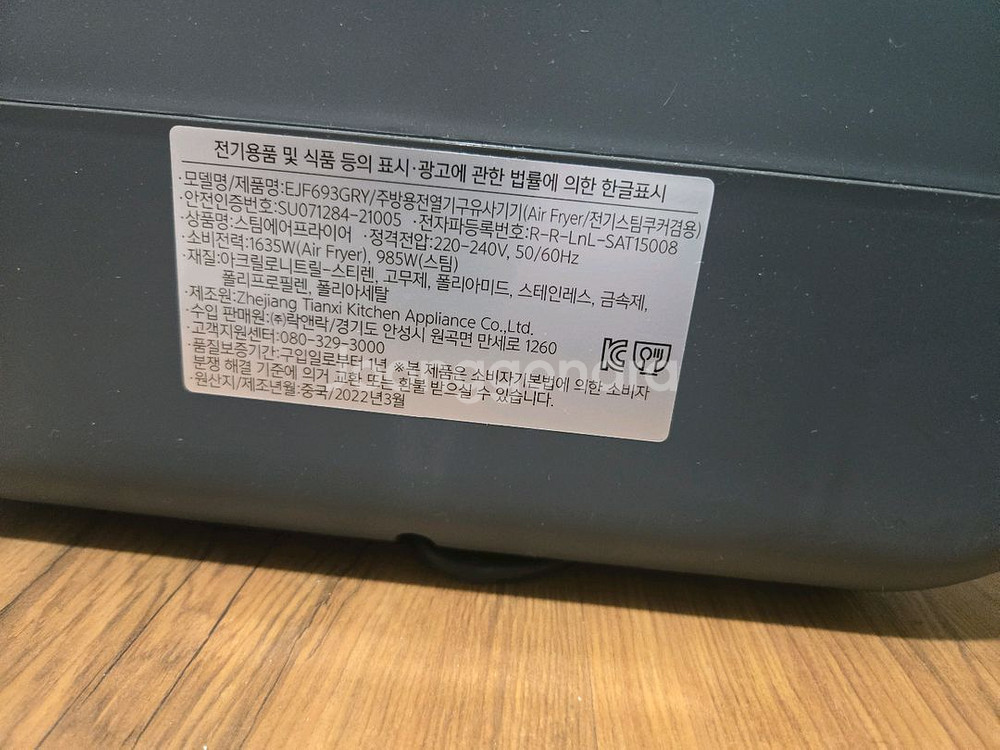 전기용품 및 식품 등의 표시·광고에 관한 법률에 의한 한글표시
·모델명/제품명:EJF693GRY/주방용전열기구유사기기(Air Fryer/전기스팀쿠커겸용)
·안전인증번호:SU071284-21005 ·전자파등록번호:R-R-LnL-SAT15008
·상품명:스팀에어프라이어 ·정격전압:220-240V, 50/60Hz
·소비전력:1635W(Air Fryer), 985W(스팀)
·재질:아크릴로니트릴-스티렌, 고무제, 폴리아미드, 스테인레스, 금속제,
폴리프로필렌, 폴리아세탈
·제조원:Zhejiang Tianxi Kitchen Appliance Co.,Ltd.
·수입 판매원:㈜락앤락/경기도 안성시 원곡면 만세로 1260
·고객지원센터:080-329-3000
·품질보증기간:구입일로부터 1년 ※본 제품은 소비자기본법에 의한 소비자
분쟁 해결 기준에 의거 교환 또는 환불 받으실 수 있습니다.
·원산지/제조년월:중국/2022년3월